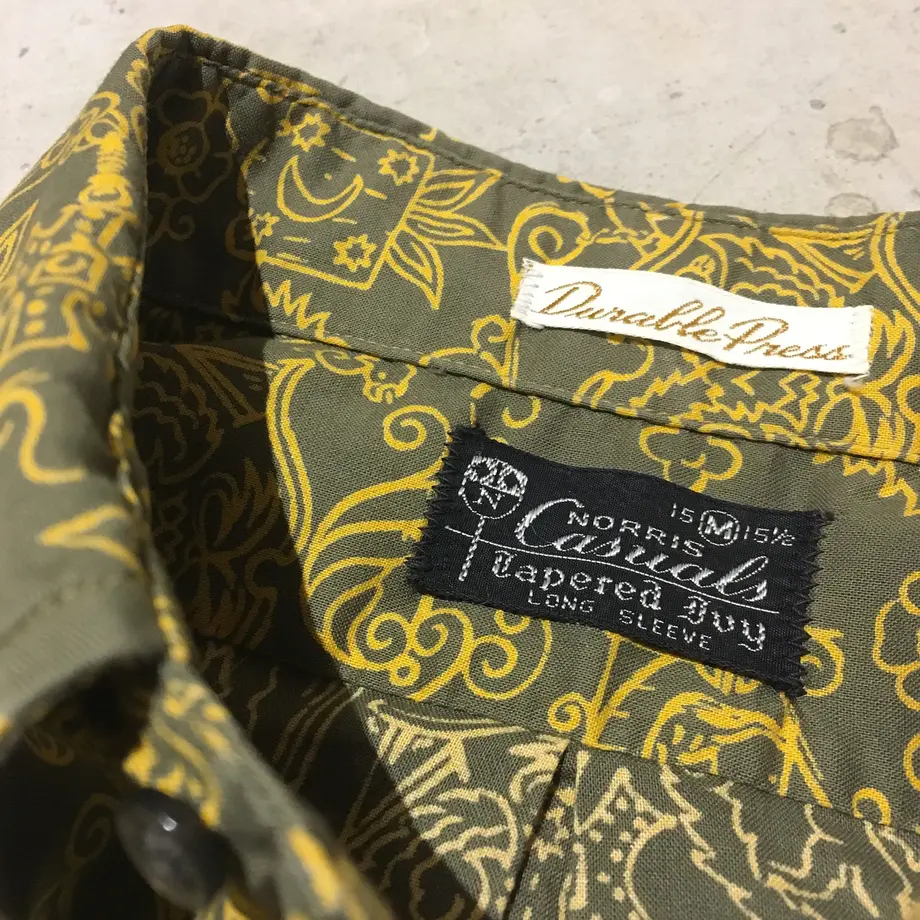 Durable-Press
N
15 M 15½
NORRIS
Casuals
Tapered Ivy
LONG SLEEVE